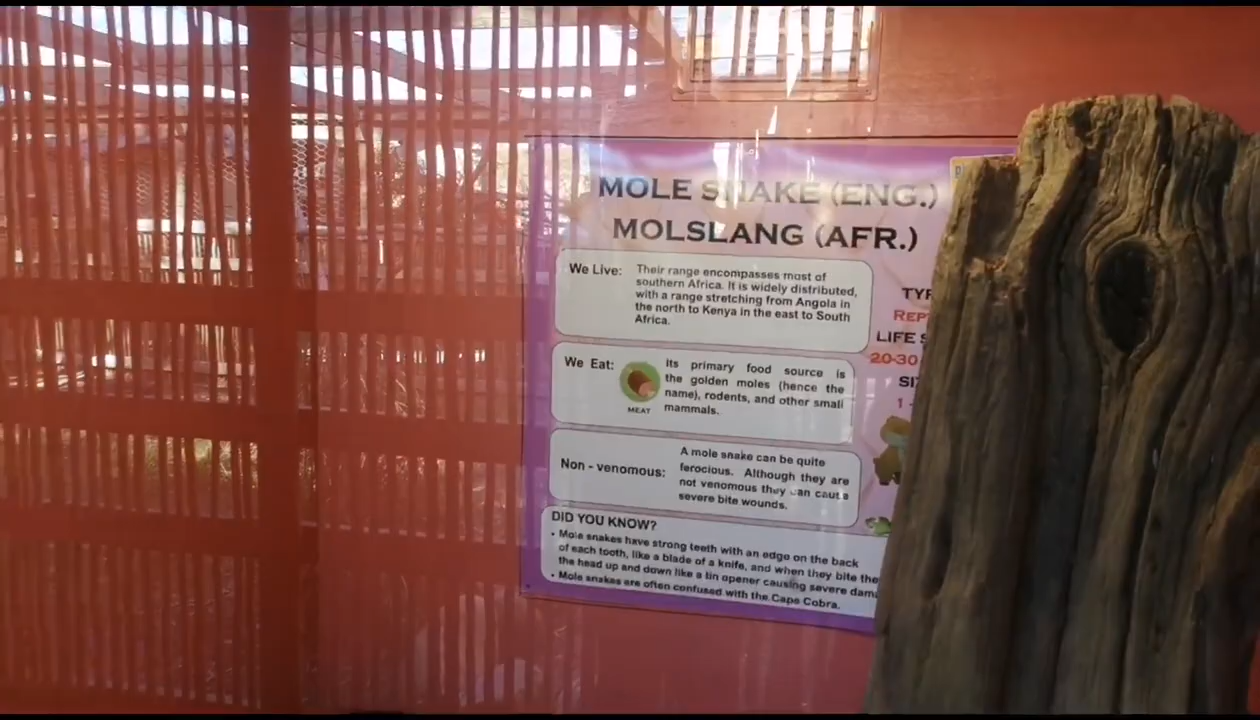 MOLE SNAKE (ENG.)
MOLSLANG (AFR.)
We Live:
Their range encompasses most of
southern Africa. It is widely distributed,
with a range stretching from Angola in
the north to Kenya in the east to South
Africa.
We Eat:
MEAT
Its primary food source is
the golden moles (hence the
name), rodents, and other small
mammals.
Non - venomous:
A mole snake can be quite
ferocious. Although they are
not venomous they can cause
severe bite wounds.
DID YOU KNOW?
• Mole snakes have strong teeth with an edge on the back
of each tooth, like a blade of a knife, and when they bite they
the head up and down like a tin opener causing severe dama
• Mole snakes are often confused with the Cape Cobra.
TYP
REPT
LIFE S
20-30
SIZ
1 -